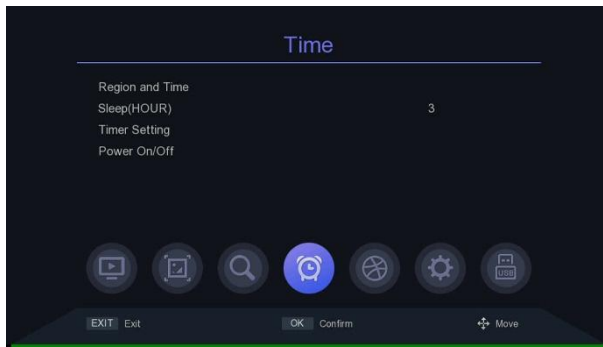 Time
Region and Time
Sleep(HOUR) 3
Timer Setting
Power On/Off
USB
EXIT Exit OK Confirm Move